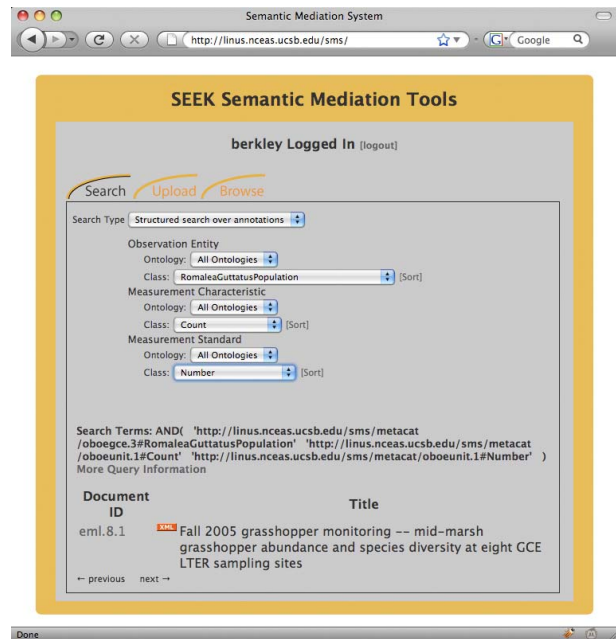 Semantic Mediation System
http://linus.nceas.ucsb.edu/sms/
G Google
SEEK Semantic Mediation Tools
berkley Logged In [logout]
Search Upload Browse
Search Type Structured search over annotations
Observation Entity
Ontology: All Ontologies
Class: RomaleaGuttatusPopulation [Sort]
Measurement Characteristic
Ontology: All Ontologies
Class: Count [Sort]
Measurement Standard
Ontology: All Ontologies
Class: Number [Sort]
Search Terms: AND( 'http://linus.nceas.ucsb.edu/sms/metacat
/oboegce.3#RomaleaGuttatusPopulation' 'http://linus.nceas.ucsb.edu/sms/metacat
/oboeunit.1#Count' 'http://linus.nceas.ucsb.edu/sms/metacat/oboeunit.1#Number' )
More Query Information
Document
ID
Title
eml.8.1 XML Fall 2005 grasshopper monitoring -- mid-marsh
grasshopper abundance and species diversity at eight GCE
LTER sampling sites
← previous next →
Done